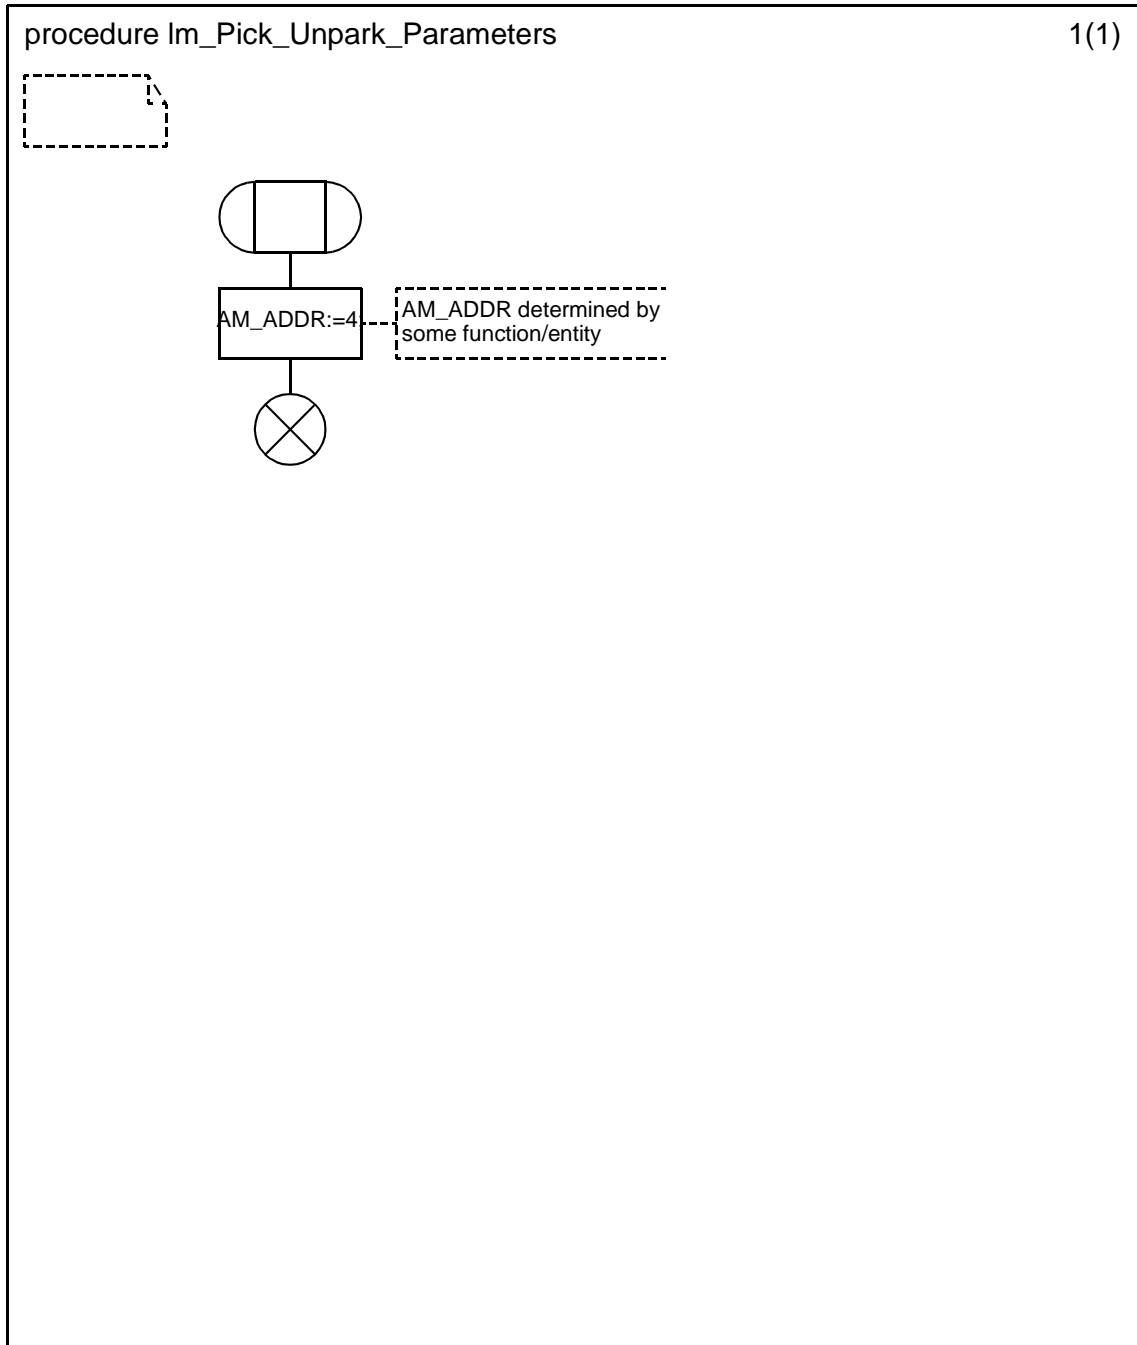 procedure lm_Pick_Unpark_Parameters 1(1)
AM_ADDR:=4;
AM_ADDR determined by
some function/entity